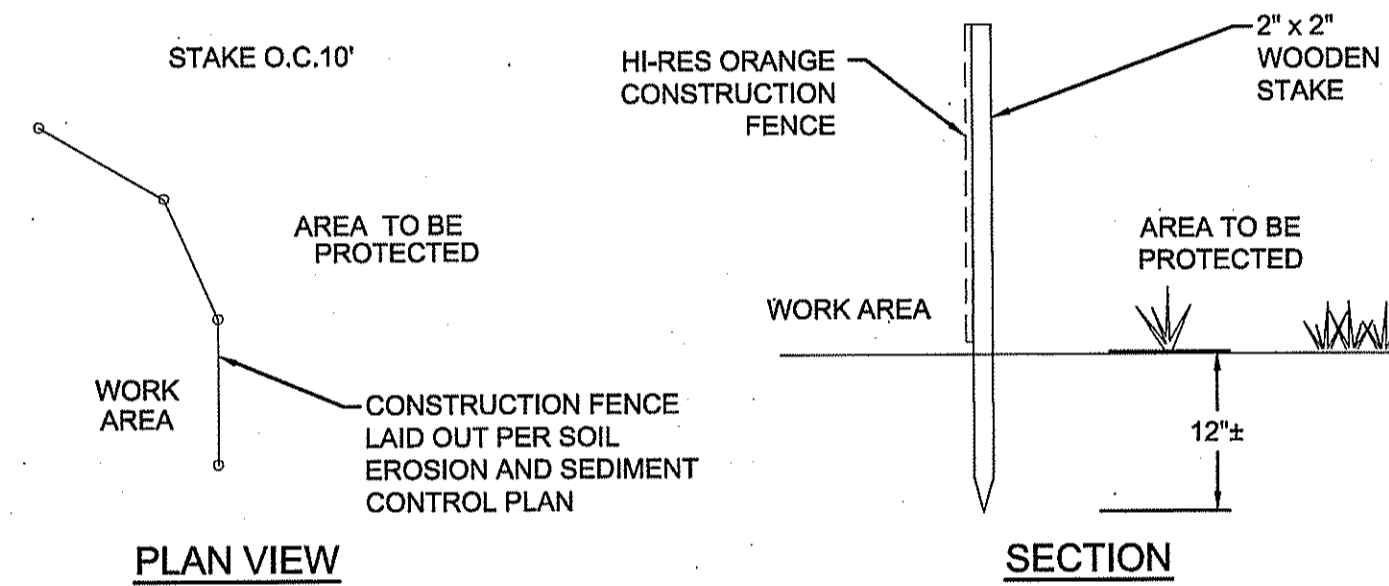 STAKE O.C.10'
AREA TO BE
PROTECTED
WORK
AREA
CONSTRUCTION FENCE
LAID OUT PER SOIL
EROSION AND SEDIMENT
CONTROL PLAN
PLAN VIEW
HI-RES ORANGE
CONSTRUCTION
FENCE
2" x 2"
WOODEN
STAKE
WORK AREA
AREA TO BE
PROTECTED
12"±
SECTION